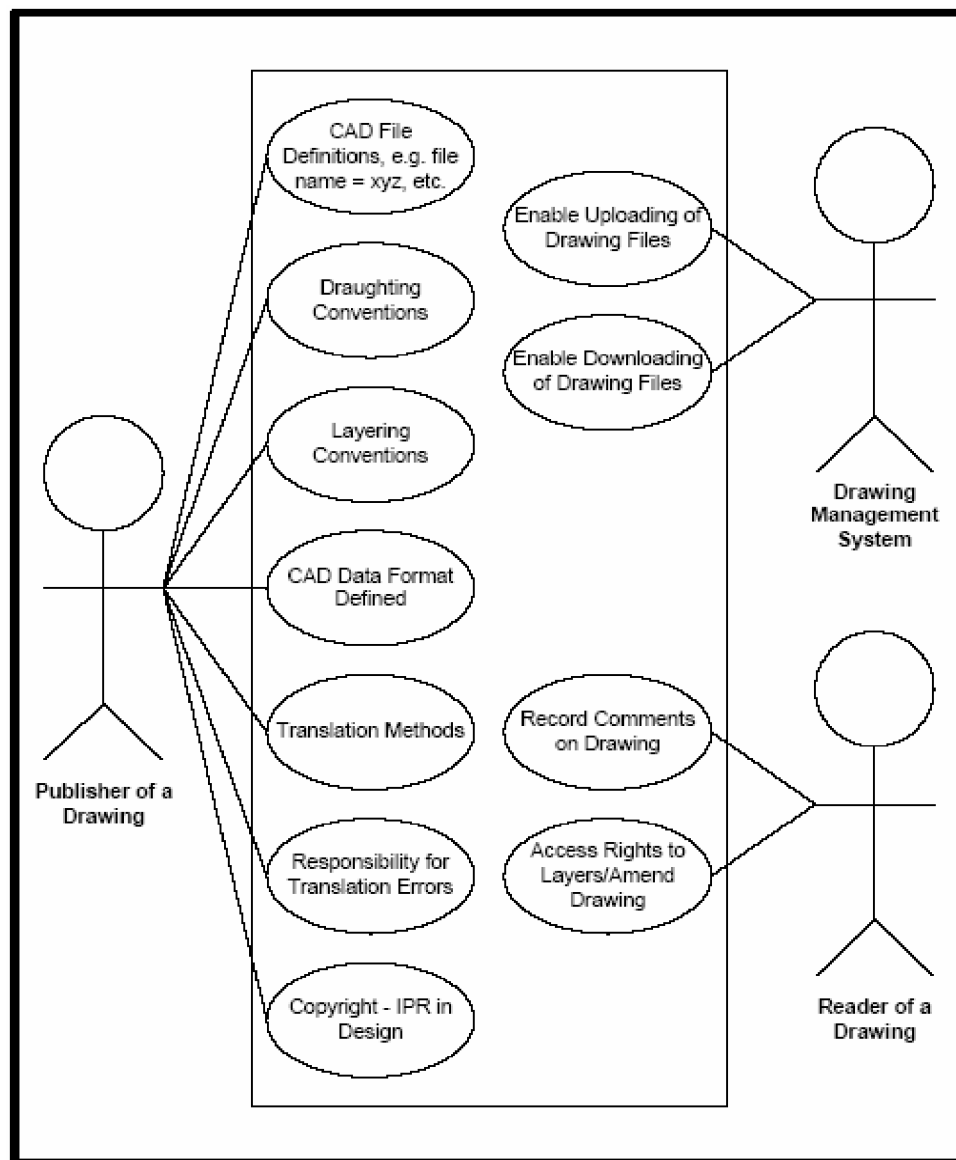 CAD File
Definitions, e.g. file
name = xyz, etc.
Draughting
Conventions
Layering
Conventions
CAD Data Format
Defined
Translation Methods
Responsibility for
Translation Errors
Copyright - IPR in
Design
Publisher of a
Drawing
Enable Uploading of
Drawing Files
Enable Downloading
of Drawing Files
Drawing
Management
System
Record Comments
on Drawing
Access Rights to
Layers/Amend
Drawing
Reader of a
Drawing